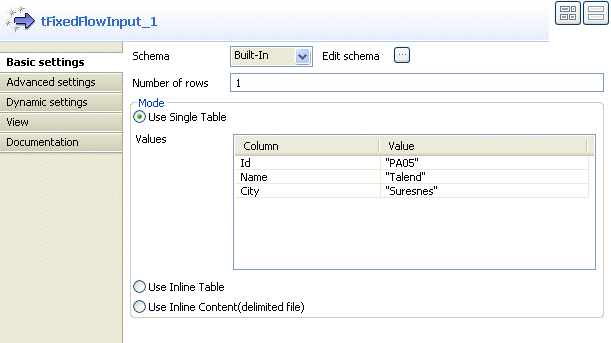 tFixedFlowInput_1
Basic settings
Advanced settings
Dynamic settings
View
Documentation
Schema Built-In Edit schema ...
Number of rows 1
Mode
Use Single Table
Values
Column Value
Id "PA05"
Name "Talend"
City "Suresnes"
Use Inline Table
Use Inline Content(delimited file)